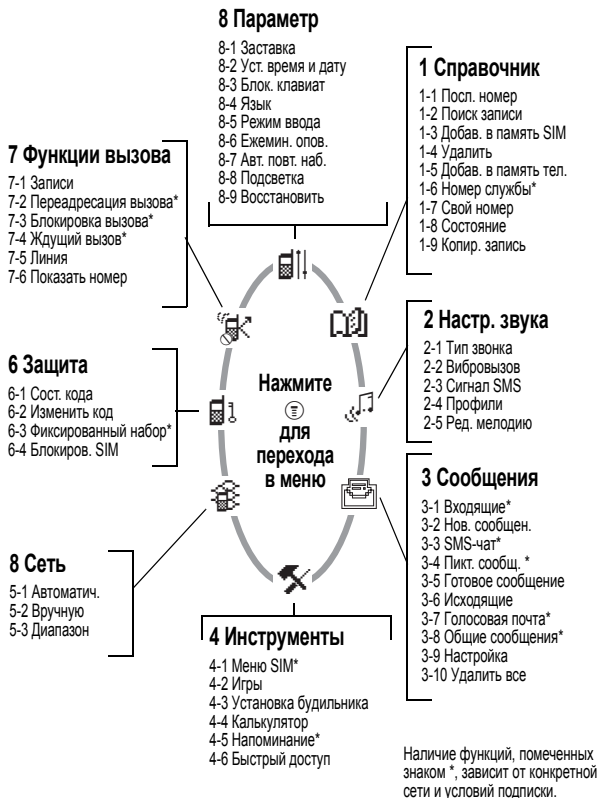 8 Параметр
8-1 Заставка
8-2 Уст. время и дату
8-3 Блок. клавиат
8-4 Язык
8-5 Режим ввода
8-6 Ежемин. опов.
8-7 Авт. повт. наб.
8-8 Подсветка
8-9 Восстановить
1 Справочник
1-1 Посл. номер
1-2 Поиск записи
1-3 Добав. в память SIM
1-4 Удалить
1-5 Добав. в память тел.
1-6 Номер службы*
1-7 Свой номер
1-8 Состояние
1-9 Копир. запись
7 Функции вызова
7-1 Записи
7-2 Переадресация вызова*
7-3 Блокировка вызова*
7-4 Ждущий вызов*
7-5 Линия
7-6 Показать номер
2 Настр. звука
2-1 Тип звонка
2-2 Вибровызов
2-3 Сигнал SMS
2-4 Профили
2-5 Ред. мелодию
6 Защита
6-1 Сост. кода
6-2 Изменить код
6-3 Фиксированный набор*
6-4 Блокиров. SIM
Нажмите
для
перехода
в меню
3 Сообщения
3-1 Входящие*
3-2 Нов. сообщен.
3-3 SMS-чат*
3-4 Пикт. сообщ. *
3-5 Готовое сообщение
3-6 Исходящие
3-7 Голосовая почта*
3-8 Общие сообщения*
3-9 Настройка
3-10 Удалить все
8 Сеть
5-1 Автоматич.
5-2 Вручную
5-3 Диапазон
4 Инструменты
4-1 Меню SIM*
4-2 Игры
4-3 Установка будильника
4-4 Калькулятор
4-5 Напоминание*
4-6 Быстрый доступ
Наличие функций, помеченных
знаком *, зависит от конкретной
сети и условий подписки.